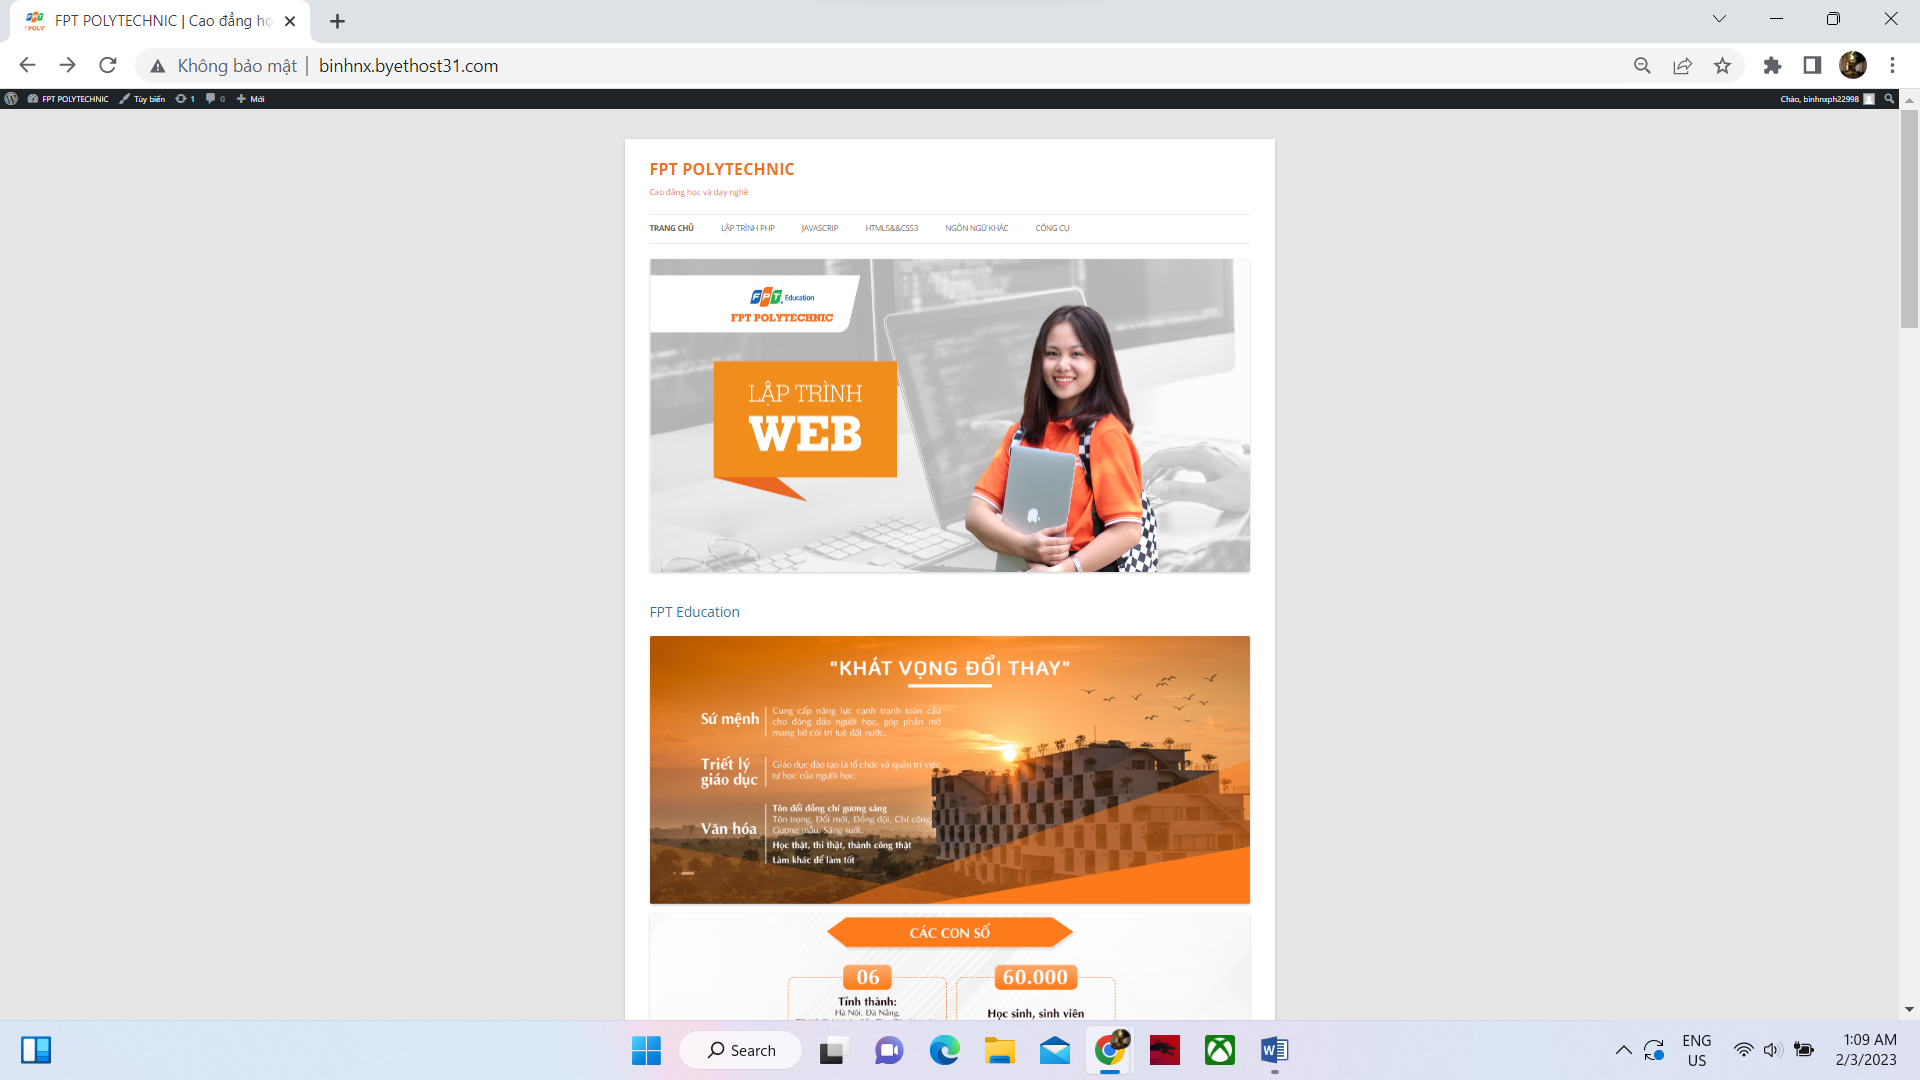 FPT POLYTECHNIC | Cao đẳng họ
Không bảo mật | binhnx.byethost31.com
FPT POLYTECHNIC Tùy biến 1 0 Mới
Chào, binhnxph22998
FPT POLYTECHNIC
Cao đẳng học và dạy nghề
TRANG CHỦ LẬP TRÌNH PHP JAVASCRIP HTML5&&CSS3 NGÔN NGỮ KHÁC CÔNG CỤ
FPT Education
FPT POLYTECHNIC
LẬP TRÌNH
WEB
FPT Education
“KHÁT VỌNG ĐỔI THAY”
Sứ mệnh
Cung cấp năng lực cạnh tranh toàn cầu
cho đông đảo người học, góp phần mở
mang bờ cõi trí tuệ đất nước.
Triết lý
giáo dục
Giáo dục đào tạo là tổ chức và quản trị việc
tự học của người học.
Văn hóa
Tôn đổi đồng chí gương sáng
Tôn trọng, Đổi mới, Đồng đội, Chí công,
Gương mẫu, Sáng suốt.
Học thật, thi thật, thành công thật
Làm khác để làm tốt
CÁC CON SỐ
06
Tỉnh thành:
Hà Nội, Đà Nẵng,
60.000
Học sinh, sinh viên
Search
ENG
US
1:09 AM
2/3/2023